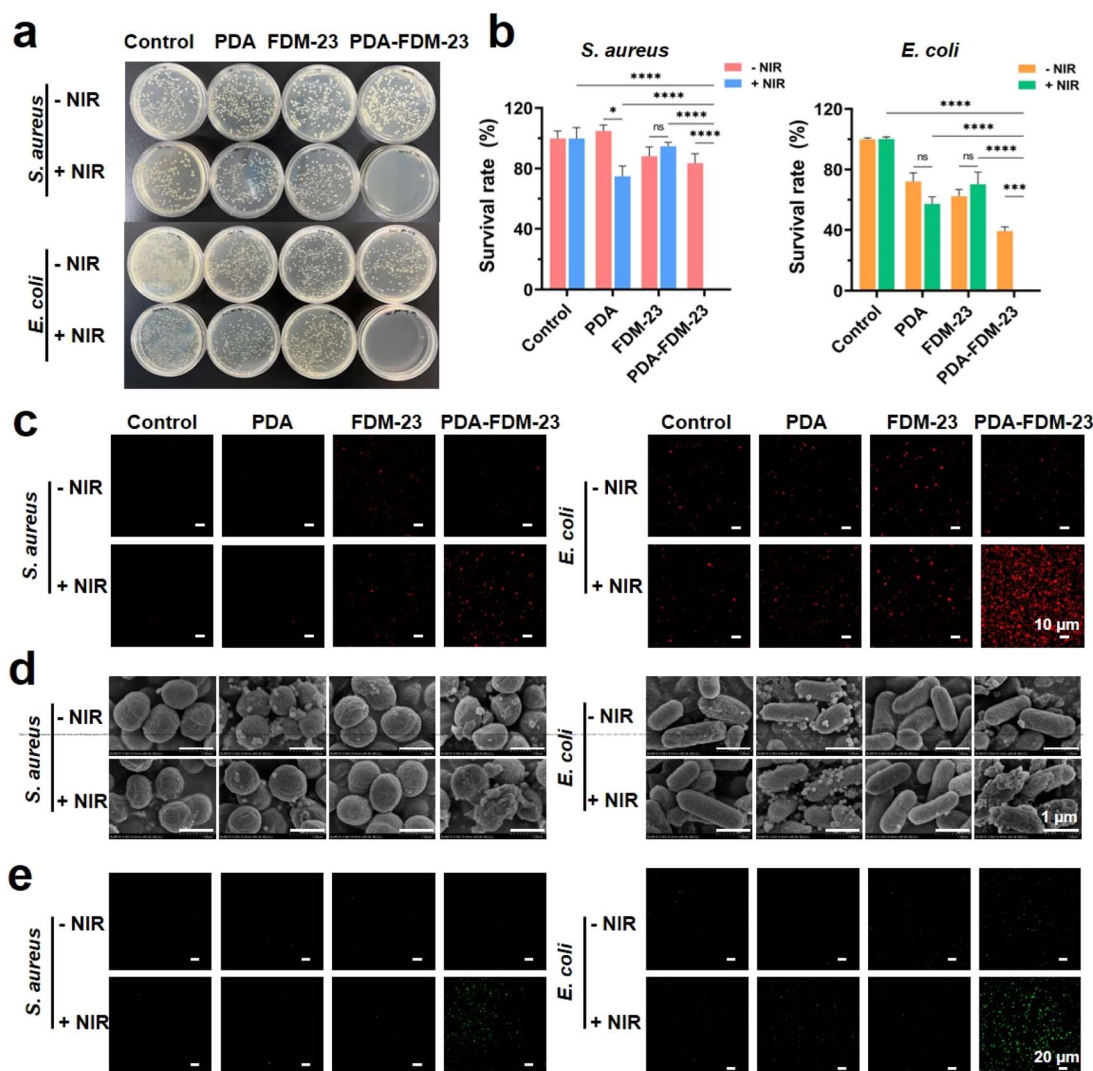 a
Control PDA FDM-23 PDA-FDM-23
S. aureus
- NIR
+ NIR
E. coli
- NIR
+ NIR
b
S. aureus
- NIR
+ NIR
****
****
****
****
*
ns
Survival rate (%)
120
80
40
0
Control
PDA
FDM-23
PDA-FDM-23
E. coli
- NIR
+ NIR
****
****
****
***
ns
ns
Survival rate (%)
120
80
40
0
Control
PDA
FDM-23
PDA-FDM-23
c
Control PDA FDM-23 PDA-FDM-23
S. aureus
- NIR
+ NIR
Control PDA FDM-23 PDA-FDM-23
E. coli
- NIR
+ NIR
10 µm
d
S. aureus
- NIR
+ NIR
E. coli
- NIR
+ NIR
1 µm
e
S. aureus
- NIR
+ NIR
E. coli
- NIR
+ NIR
20 µm